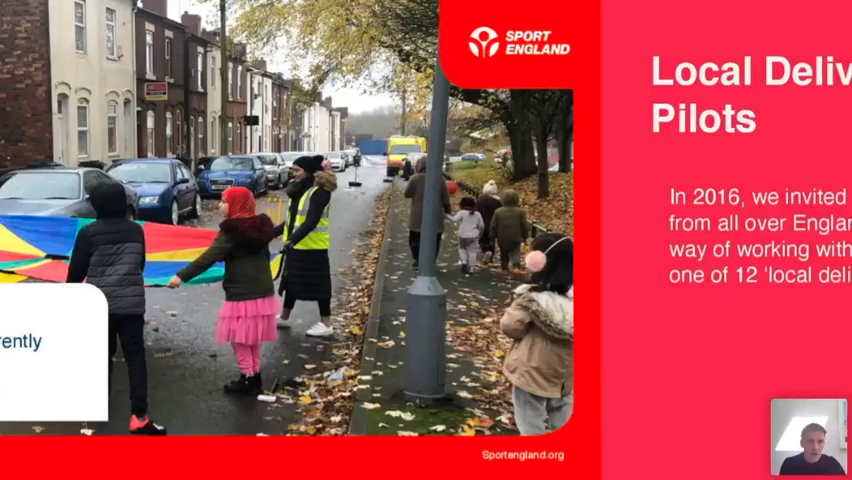 SPORT
ENGLAND
rently
Sportengland.org
Local Deliv
Pilots
In 2016, we invited
from all over Englar
way of working with
one of 12 'local deli